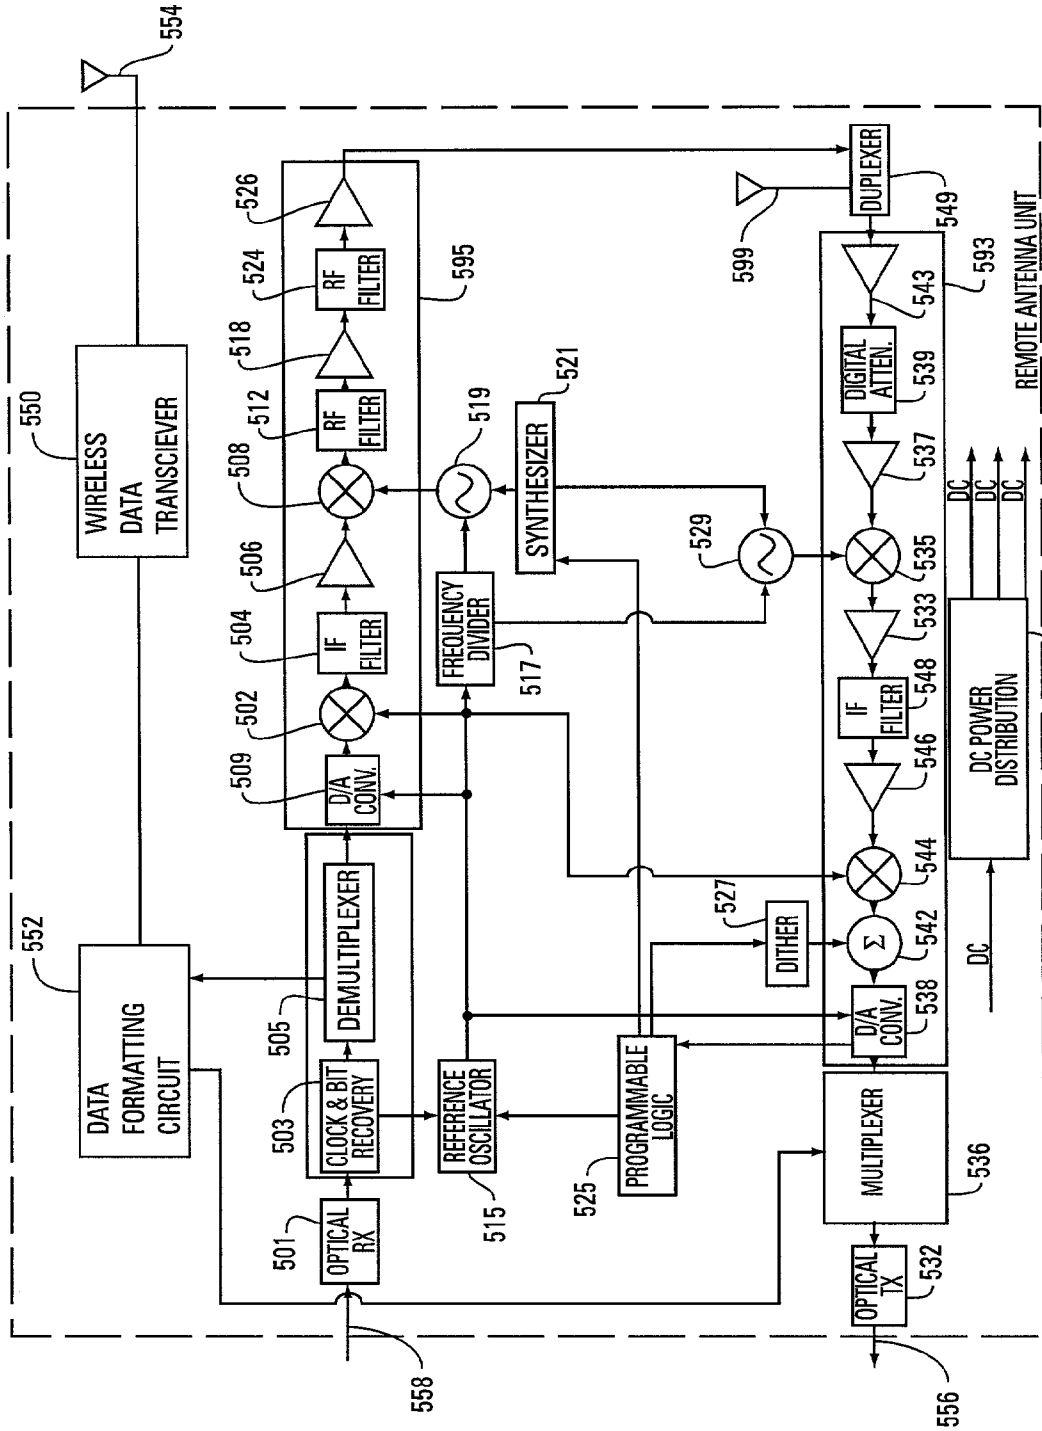 554
550
WIRELESS
DATA
TRANSCIEVER
552
DATA
FORMATTING
CIRCUIT
558
501
OPTICAL
RX
503
CLOCK & BIT
RECOVERY
505
DEMULTIPLEXER
509
D/A
CONV.
502
504
IF
FILTER
506
508
512
RF
FILTER
518
524
RF
FILTER
526
595
515
REFERENCE
OSCILLATOR
517
FREQUENCY
DIVIDER
519
521
SYNTHESIZER
525
PROGRAMMABLE
LOGIC
527
DITHER
529
599
DUPLEXER
549
593
543
DIGITAL
ATTEN.
539
537
535
533
IF
FILTER
548
546
544
Σ
542
D/A
CONV.
538
MULTIPLEXER
536
OPTICAL
TX
532
556
DC
DC POWER
DISTRIBUTION
DC
DC
DC
REMOTE ANTENNA UNIT